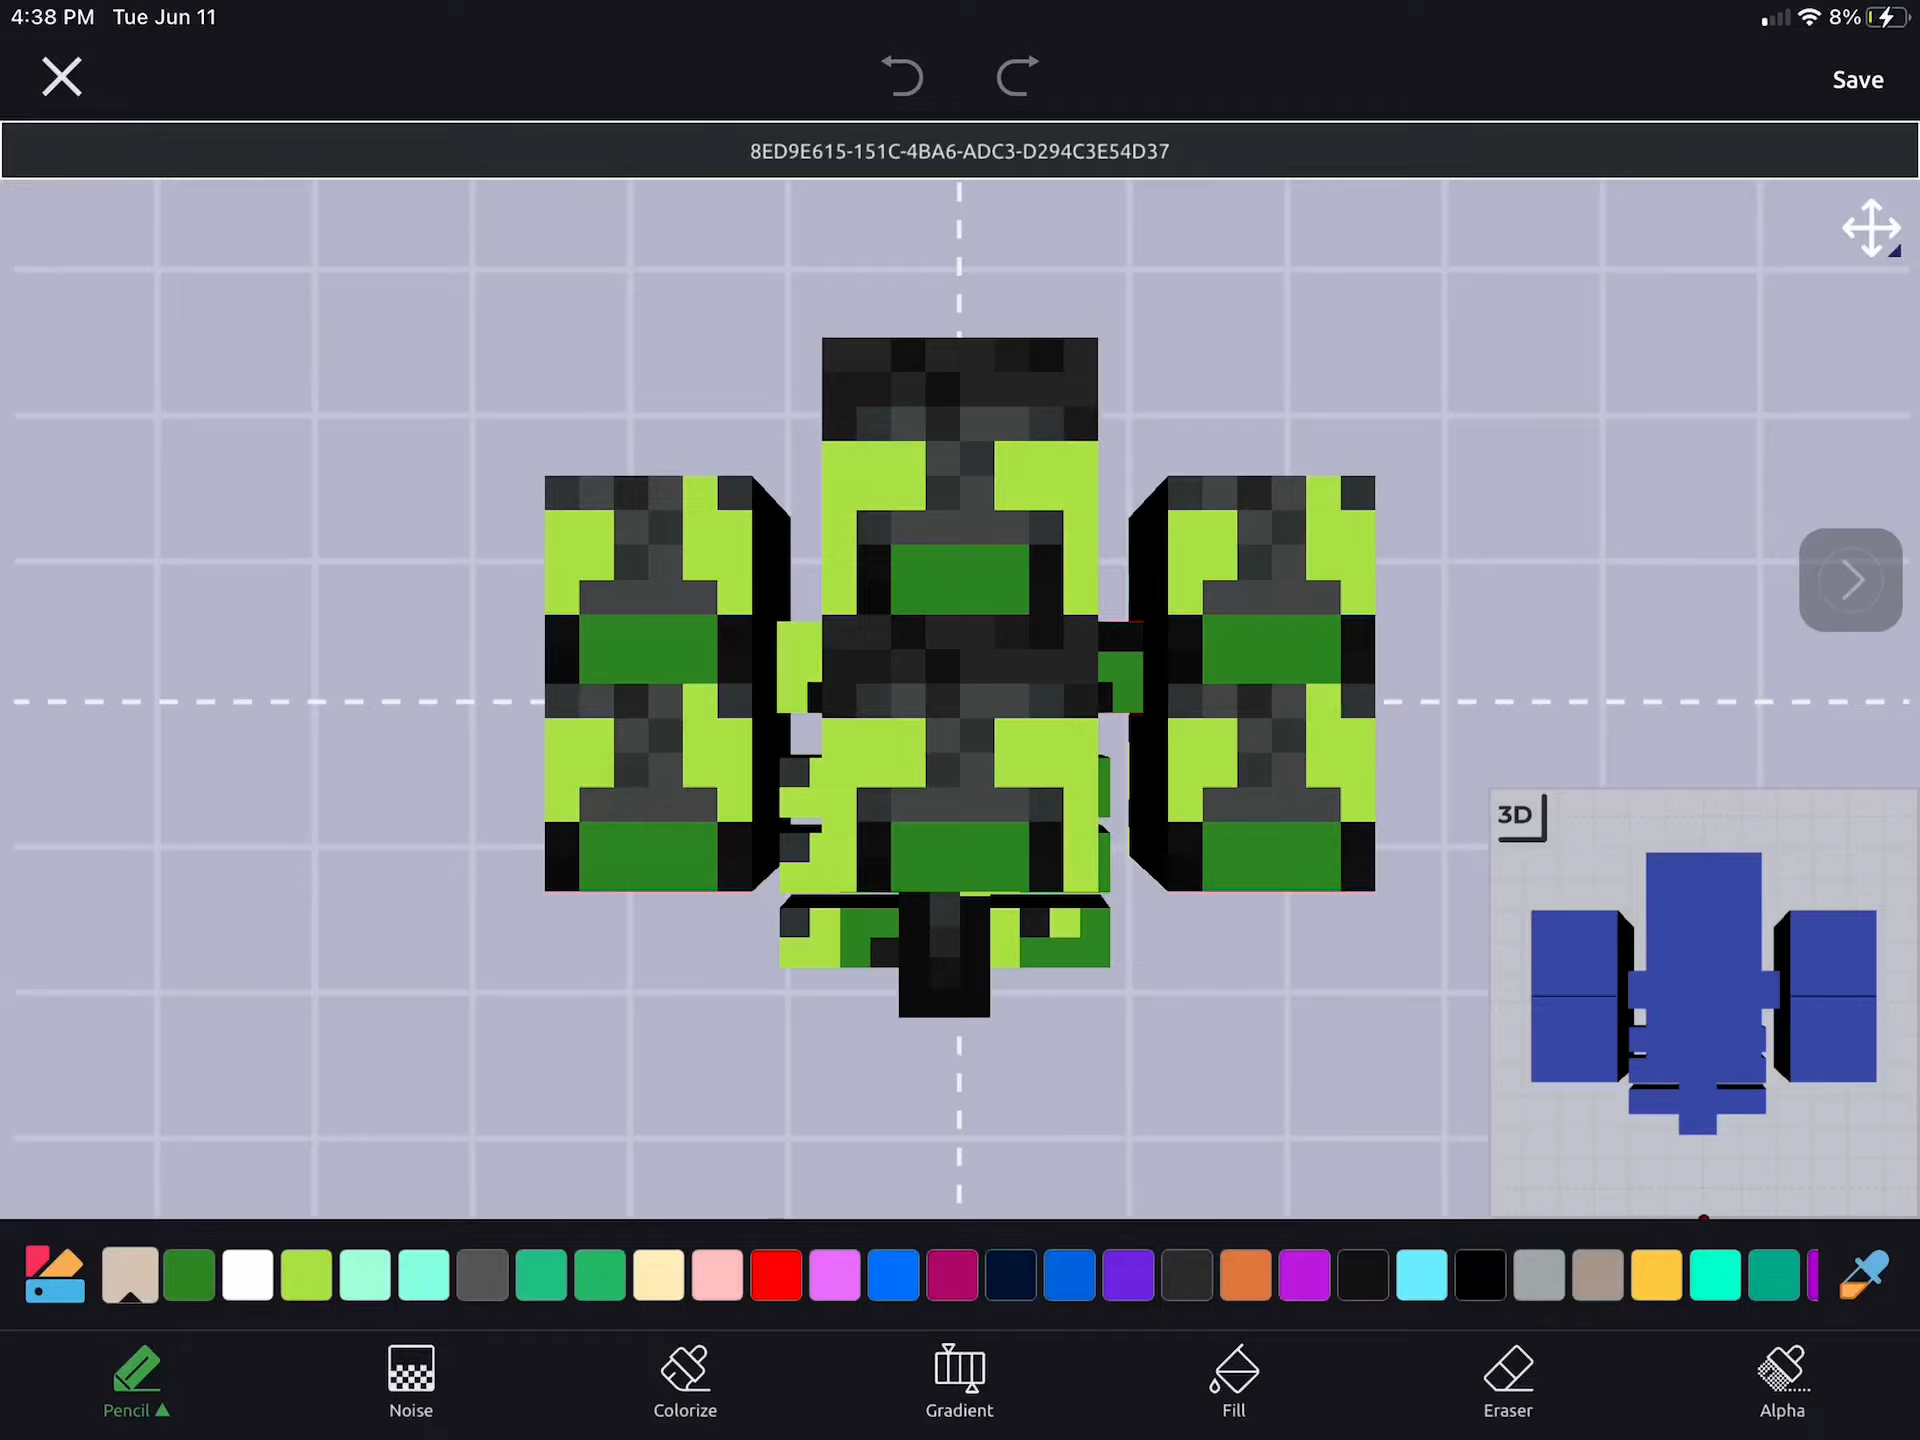 4:38 PM Tue Jun 11 8%
Save
8ED9E615-151C-4BA6-ADC3-D294C3E54D37
3D
Pencil Noise Colorize Gradient Fill Eraser Alpha